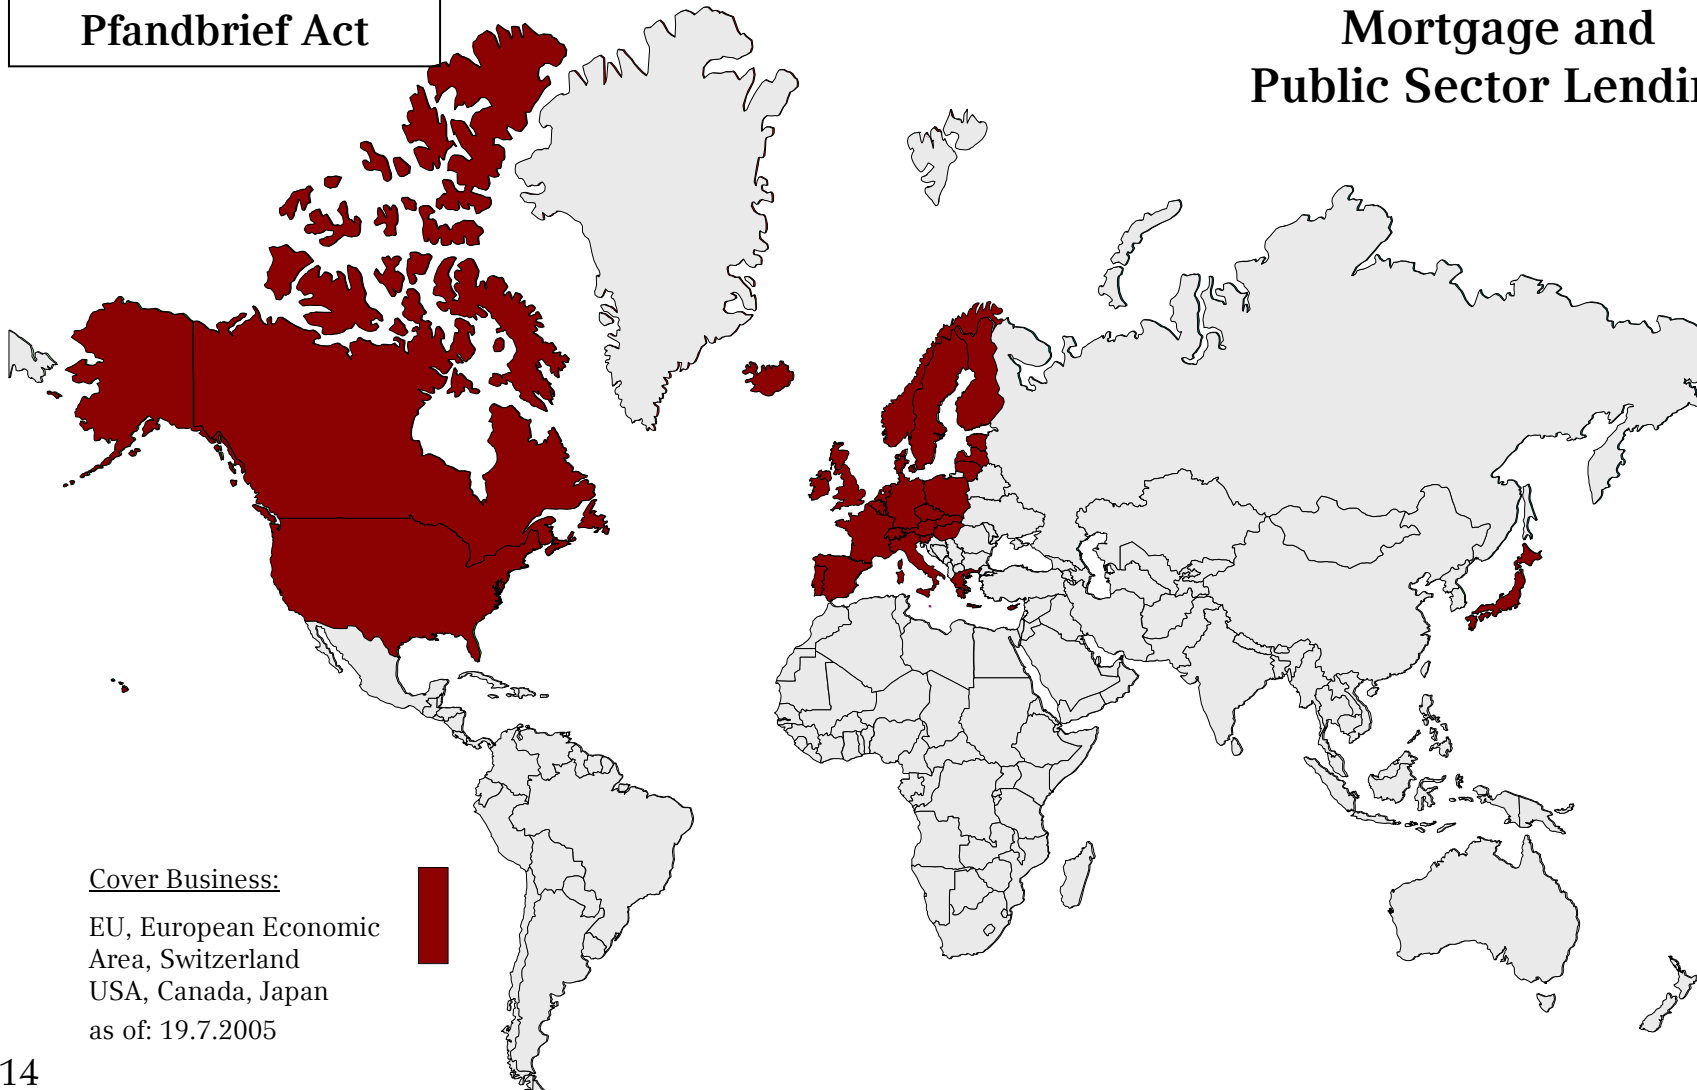 Pfandbrief Act
Mortgage and
Public Sector Lendin
Cover Business:
EU, European Economic
Area, Switzerland
USA, Canada, Japan
as of: 19.7.2005
14